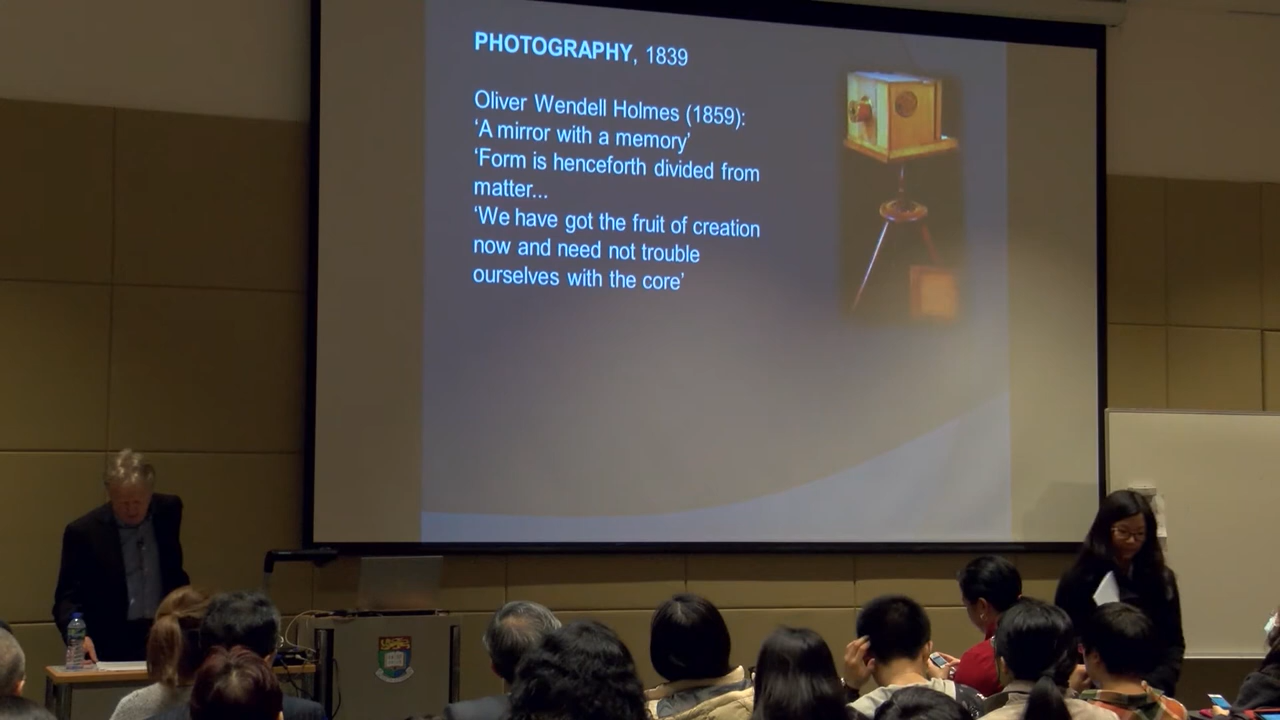 PHOTOGRAPHY, 1839
Oliver Wendell Holmes (1859):
‘A mirror with a memory’
‘Form is henceforth divided from
matter...
‘We have got the fruit of creation
now and need not trouble
ourselves with the core’